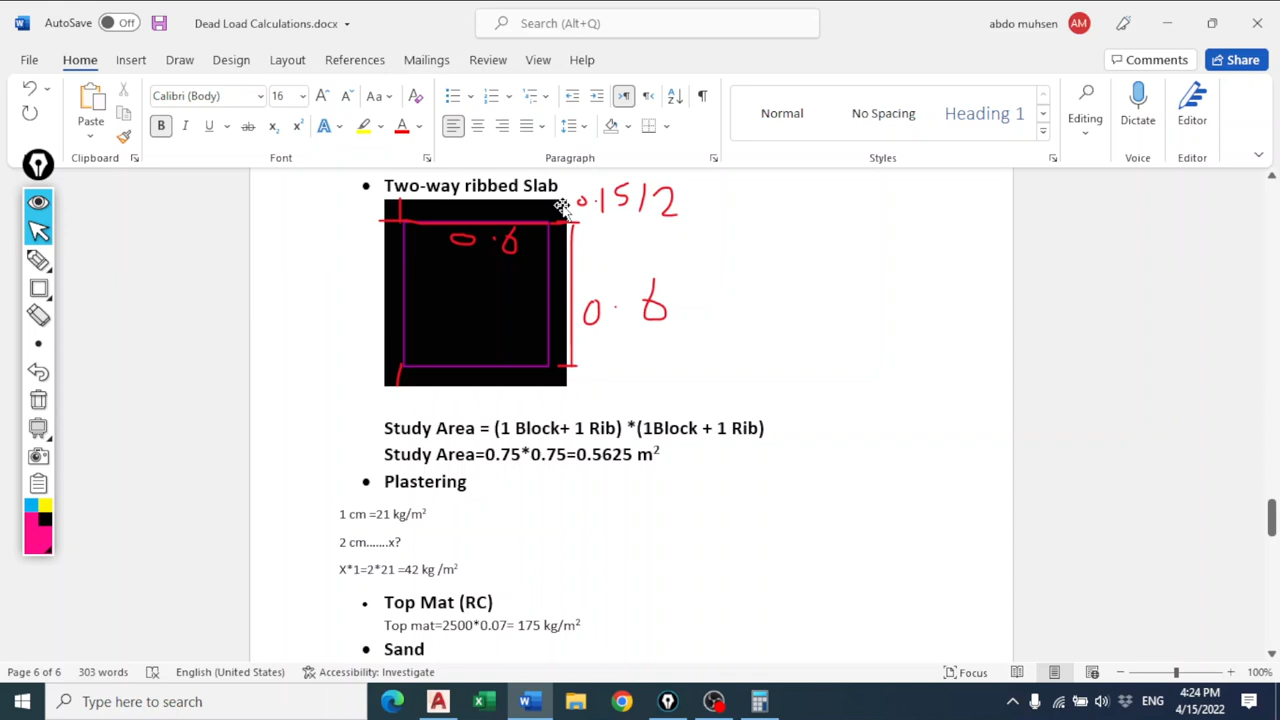 AutoSave Off Dead Load Calculations.docx Search (Alt+Q) abdo muhsen AM
File Home Insert Draw Design Layout References Mailings Review View Help Comments Share
Calibri (Body) 16 Aa Normal No Spacing Heading 1
Paste B I U ab x₂ x² A A Editing Dictate Editor
Clipboard Font Paragraph Styles Voice Editor
• Two-way ribbed Slab
0.15/2
0.6
0.6
Study Area = (1 Block+ 1 Rib) *(1Block + 1 Rib)
Study Area=0.75*0.75=0.5625 m²
• Plastering
1 cm =21 kg/m²
2 cm.......x?
X*1=2*21 =42 kg /m²
• Top Mat (RC)
Top mat=2500*0.07= 175 kg/m²
• Sand
Page 6 of 6 303 words English (United States) Accessibility: Investigate Focus 100%
Type here to search ENG 4:24 PM
4/15/2022